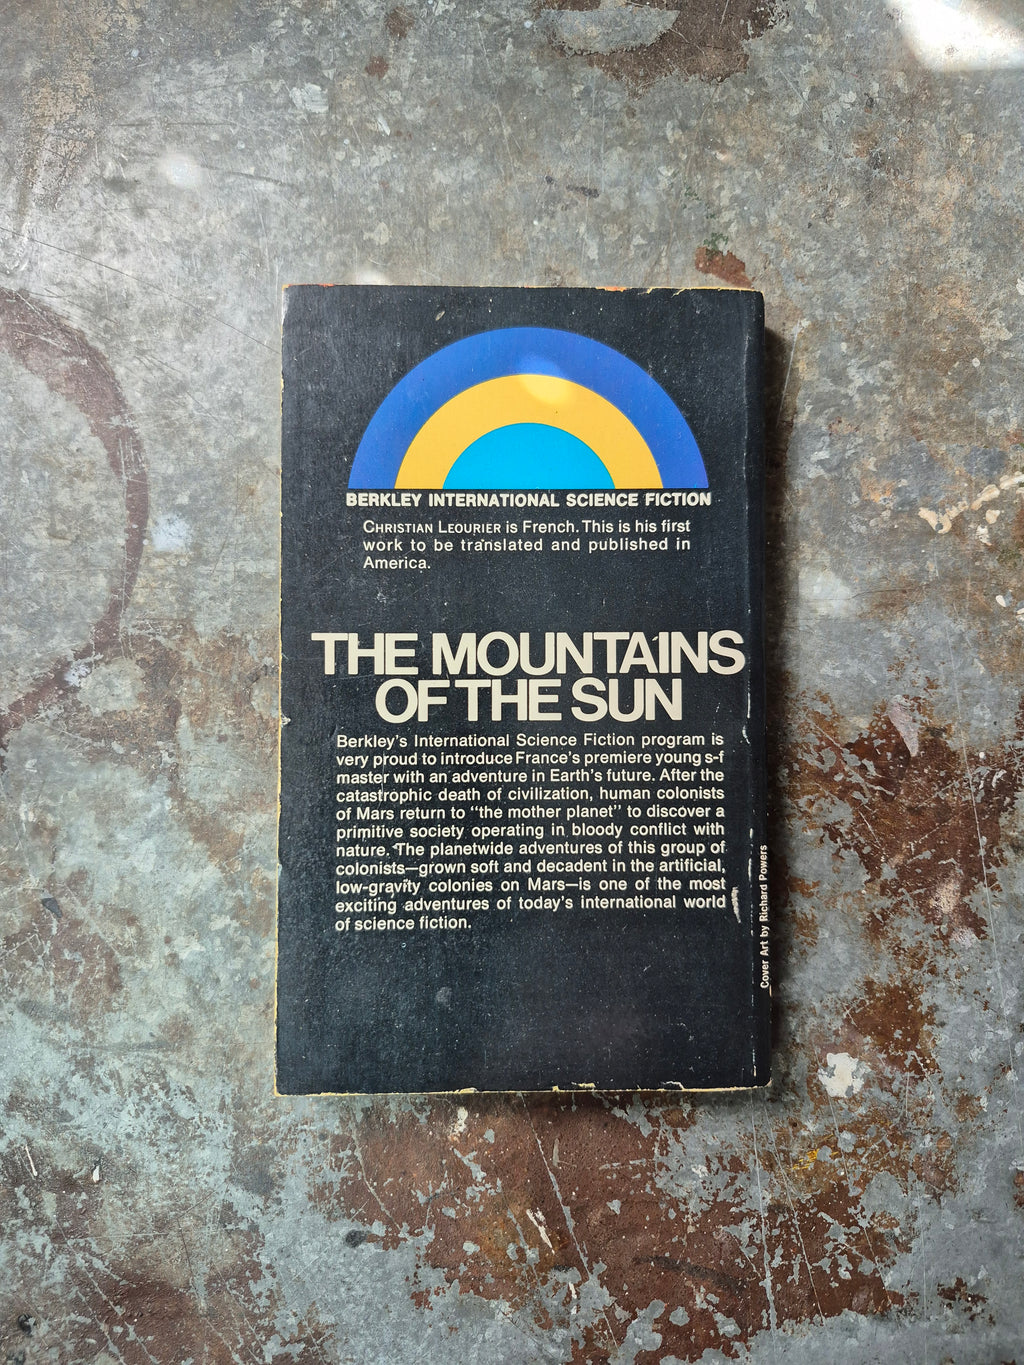 BERKLEY INTERNATIONAL SCIENCE FICTION
CHRISTIAN LEOURIER is French. This is his first
work to be translated and published in
America.
THE MOUNTAINS
OF THE SUN
Berkley's International Science Fiction program is
very proud to introduce France's premiere young s-f
master with an adventure in Earth's future. After the
catastrophic death of civilization, human colonists
of Mars return to "the mother planet" to discover a
primitive society operating in bloody conflict with
nature. The planetwide adventures of this group of
colonists—grown soft and decadent in the artificial,
low-gravity colonies on Mars—is one of the most
exciting adventures of today's international world
of science fiction.
Cover Art by Richard Powers